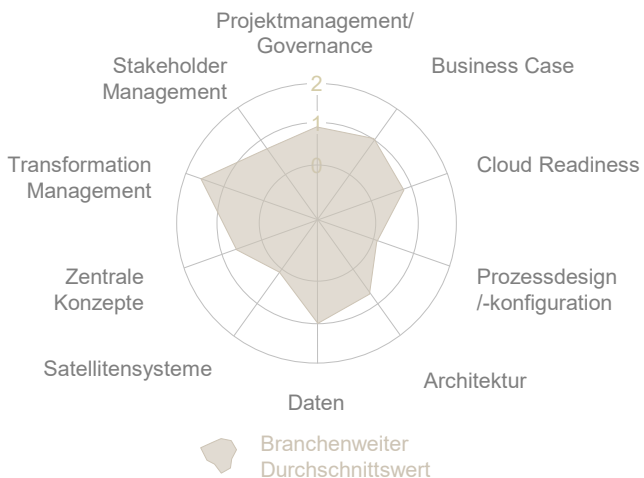 Projektmanagement/
Governance
Stakeholder
Management
Business Case
2
1
0
Transformation
Management
Cloud Readiness
Zentrale
Konzepte
Prozessdesign
/-konfiguration
Satellitensysteme
Architektur
Daten
Branchenweiter
Durchschnittswert